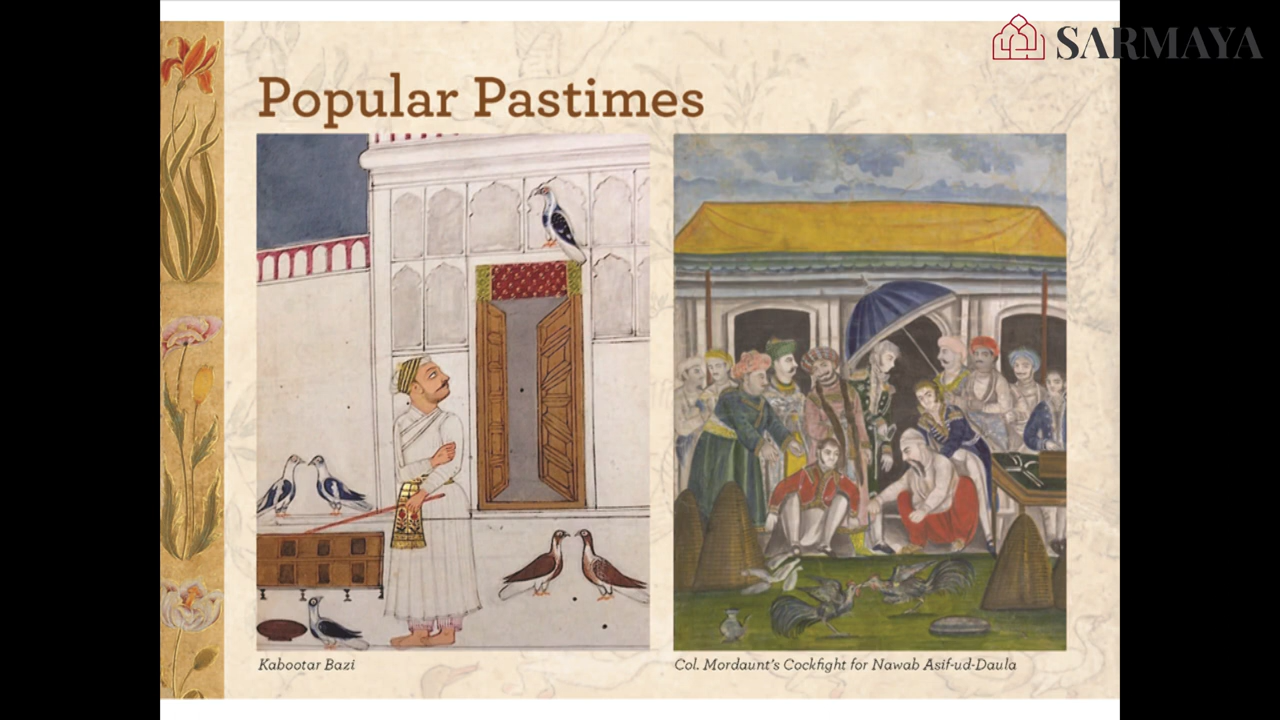 SARMAYA
Popular Pastimes
Kabootar Bazi
Col. Mordaunt's Cockfight for Nawab Asif-ud-Daula